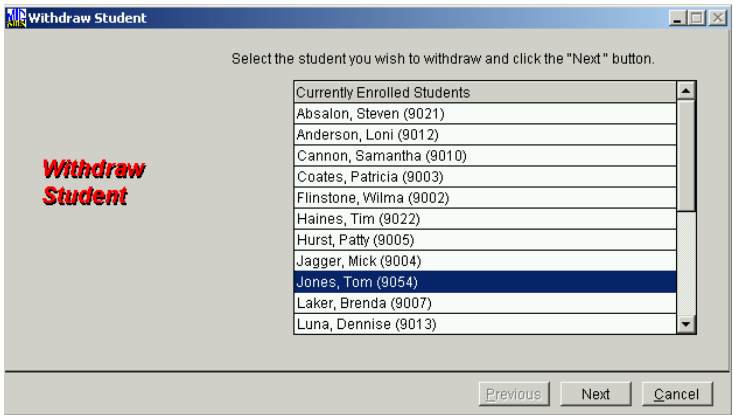 Withdraw Student
Select the student you wish to withdraw and click the "Next" button.
Currently Enrolled Students
Absalon, Steven (9021)
Anderson, Loni (9012)
Cannon, Samantha (9010)
Coates, Patricia (9003)
Flinstone, Wilma (9002)
Haines, Tim (9022)
Hurst, Patty (9005)
Jagger, Mick (9004)
Jones, Tom (9054)
Laker, Brenda (9007)
Luna, Dennise (9013)
Withdraw
Student
Previous Next Cancel